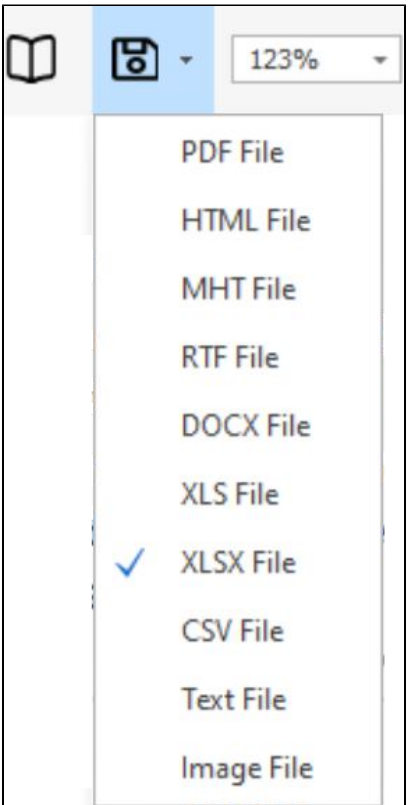 123%
PDF File
HTML File
MHT File
RTF File
DOCX File
XLS File
XLSX File
CSV File
Text File
Image File